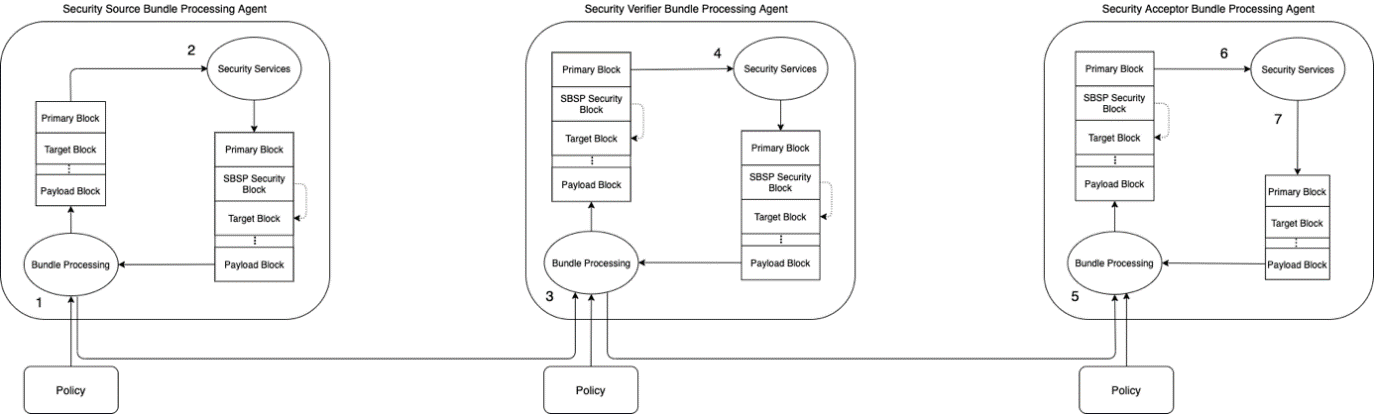 Security Source Bundle Processing Agent
2
Security Services
Primary Block
Target Block
⋮
Payload Block
Primary Block
SBSP Security
Block
Target Block
⋮
Payload Block
Bundle Processing
1
Policy
Security Verifier Bundle Processing Agent
4
Primary Block
SBSP Security
Block
Target Block
⋮
Payload Block
Security Services
Primary Block
SBSP Security
Block
Target Block
⋮
Payload Block
Bundle Processing
3
Policy
Security Acceptor Bundle Processing Agent
6
Primary Block
SBSP Security
Block
Target Block
⋮
Payload Block
Security Services
7
Primary Block
Target Block
⋮
Payload Block
Bundle Processing
5
Policy